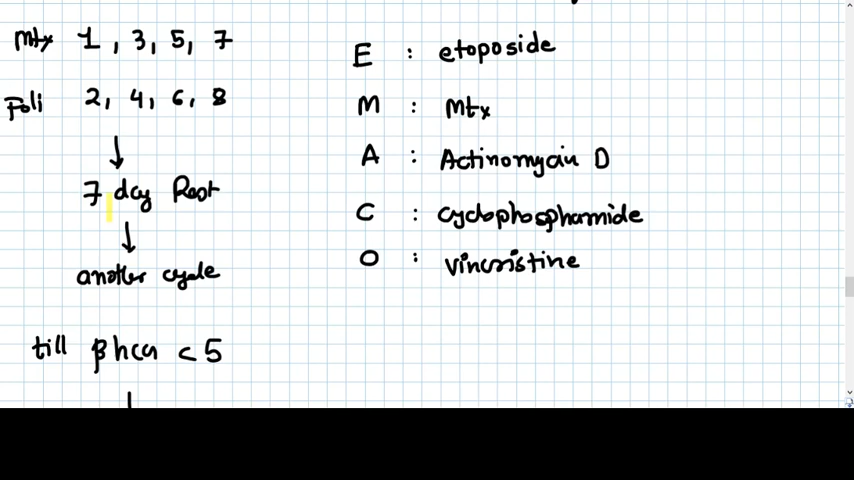 Mtx 1, 3, 5, 7
Foli 2, 4, 6, 8
↓
7 day Rest
↓
another cycle
till βhcg < 5
E : etoposide
M : Mtx
A : Actinomycin D
C : cyclophosphamide
O : vincristine